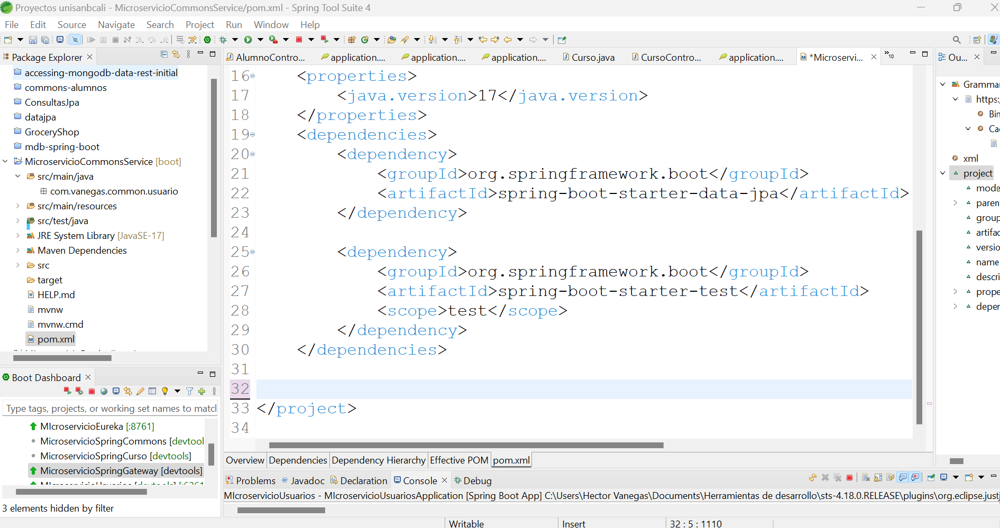 Proyectos unisanbcali - MicroservicioCommonsService/pom.xml - Spring Tool Suite 4
File Edit Source Navigate Search Project Run Window Help
Package Explorer
accessing-mongodb-data-rest-initial
commons-alumnos
ConsultasJpa
datajpa
GroceryShop
mdb-spring-boot
MicroservicioCommonsService [boot]
src/main/java
com.vanegas.common.usuario
src/main/resources
src/test/java
JRE System Library [JavaSE-17]
Maven Dependencies
src
target
HELP.md
mvnw
mvnw.cmd
pom.xml
Boot Dashboard
Type tags, projects, or working set names to matcl
MIcroservicioEureka [:8761]
MicroservicioSpringCommons [devtool
MicroservicioSpringCurso [devtools]
MicroservicioSpringGateway [devtools]
3 elements hidden by filter
AlumnoContro... application.... application.... application.... Curso.java CursoContro... application.... *Microservi... »10
16 <properties>
17 <java.version>17</java.version>
18 </properties>
19 <dependencies>
20 <dependency>
21 <groupId>org.springframework.boot</groupId>
22 <artifactId>spring-boot-starter-data-jpa</artifactId>
23 </dependency>
24
25 <dependency>
26 <groupId>org.springframework.boot</groupId>
27 <artifactId>spring-boot-starter-test</artifactId>
28 <scope>test</scope>
29 </dependency>
30 </dependencies>
31
32
33 </project>
34
Overview Dependencies Dependency Hierarchy Effective POM pom.xml
Problems Javadoc Declaration Console Debug
MIcroservicioUsuarios - MIcroservicioUsuariosApplication [Spring Boot App] C:\Users\Hector Vanegas\Documents\Herramientas de desarrollo\sts-4.18.0.RELEASE\plugins\org.eclipse.justj
Ou...
Gramma
https:
Bin
Ca
xml
project
mode
paren
group
artifac
versio
name
descri
prope
deper
Writable Insert 32 : 5 : 1110